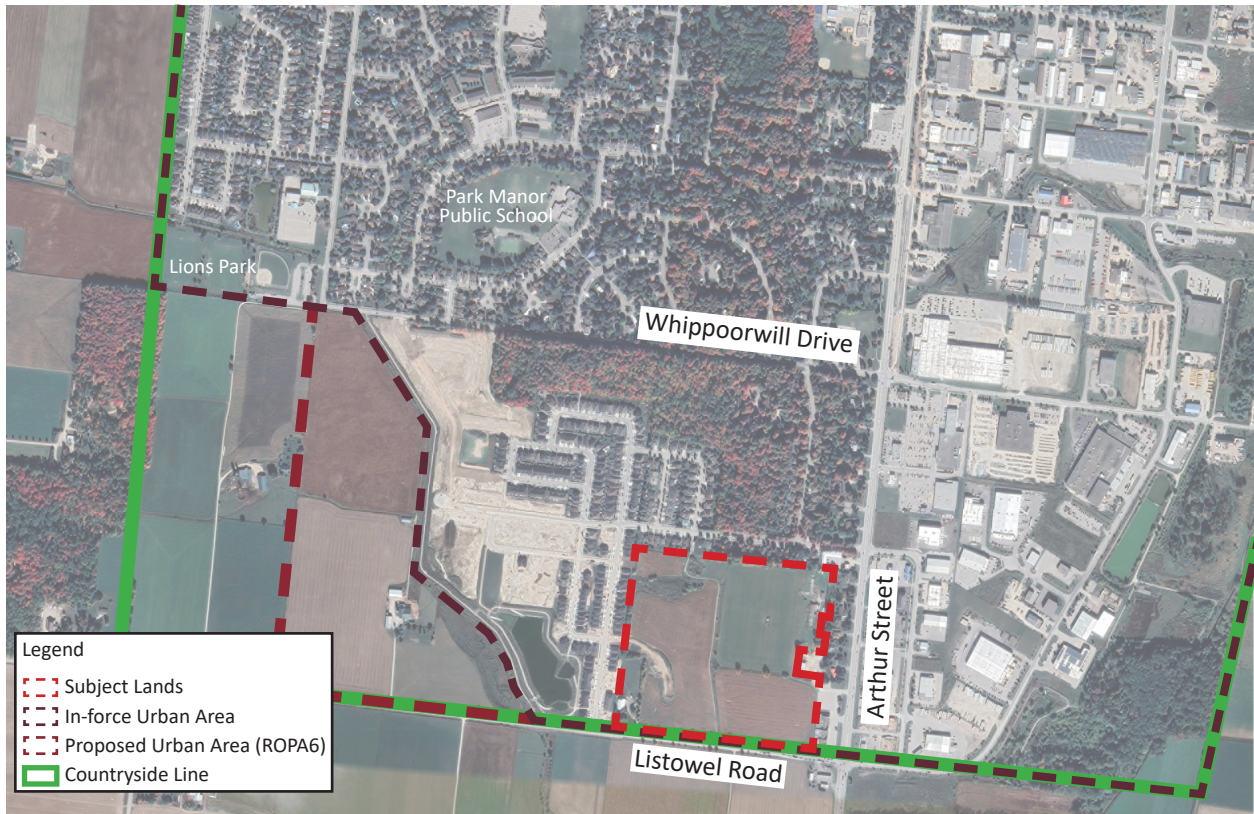 Park Manor
Public School
Lions Park
Whippoorwill Drive
Arthur Street
Listowel Road
Legend
Subject Lands
In-force Urban Area
Proposed Urban Area (ROPA6)
Countryside Line